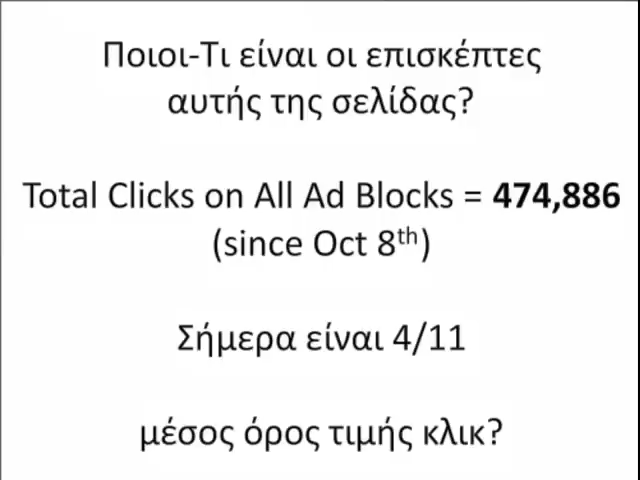 Ποιοι-Τι είναι οι επισκέπτες
αυτής της σελίδας?
Total Clicks on All Ad Blocks = 474,886
(since Oct 8th)
Σήμερα είναι 4/11
μέσος όρος τιμής κλικ?